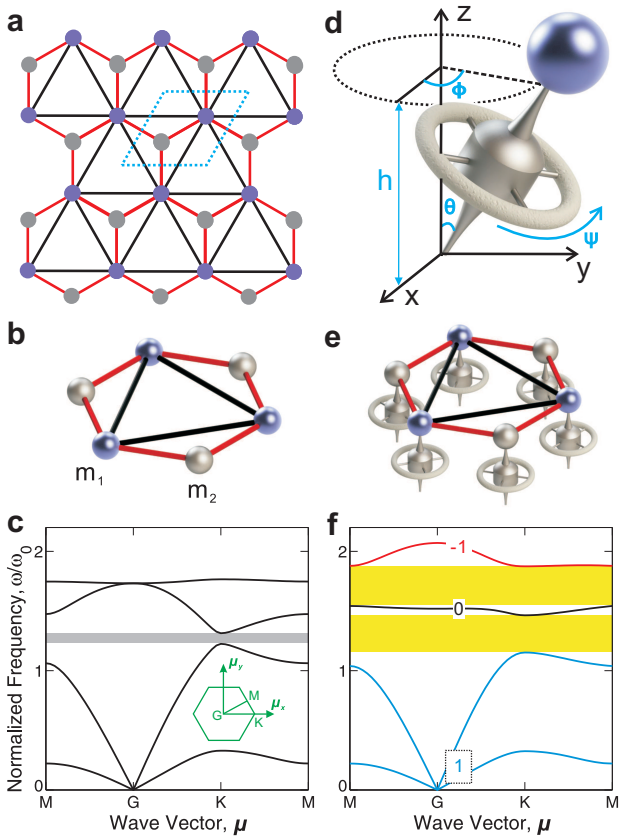 a
d
z
ϕ
h
θ
ψ
y
x
b
m₁
m₂
e
c
Normalized Frequency, ω/ω₀
2
1
0
μy
M
μx
G
K
M G K M
Wave Vector, μ
f
2
-1
0
1
1
0
M G K M
Wave Vector, μ